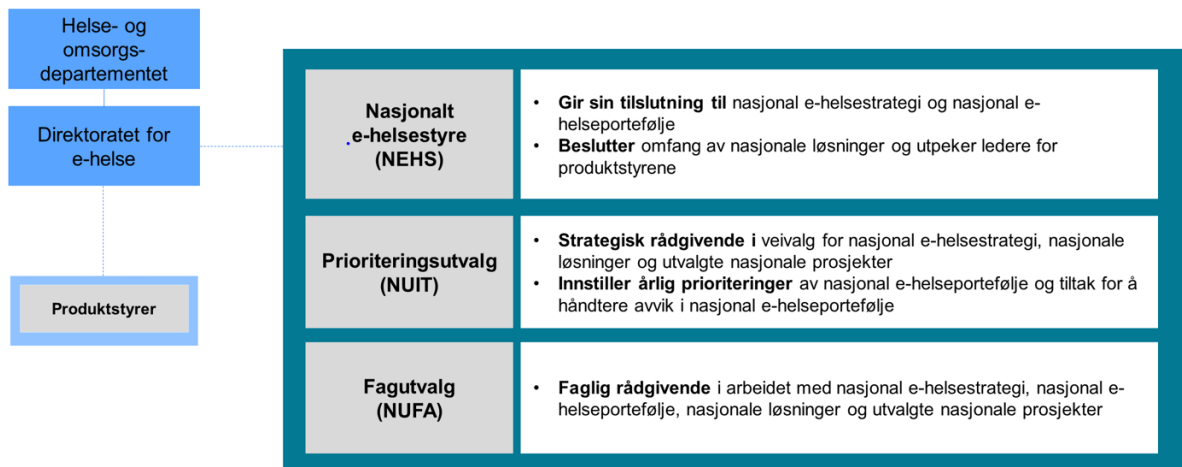 Helse- og
omsorgs-
departementet
Direktoratet for
e-helse
Produktstyrer
Nasjonalt
e-helsestyre
(NEHS)
• Gir sin tilslutning til nasjonal e-helsestrategi og nasjonal e-
helseportefølje
• Beslutter omfang av nasjonale løsninger og utpeker ledere for
produktstyrene
Prioriteringsutvalg
(NUIT)
• Strategisk rådgivende i veivalg for nasjonal e-helsestrategi, nasjonale
løsninger og utvalgte nasjonale prosjekter
• Innstiller årlig prioriteringer av nasjonal e-helseportefølje og tiltak for å
håndtere avvik i nasjonal e-helseportefølje
Fagutvalg
(NUFA)
• Faglig rådgivende i arbeidet med nasjonal e-helsestrategi, nasjonal e-
helseportefølje, nasjonale løsninger og utvalgte nasjonale prosjekter